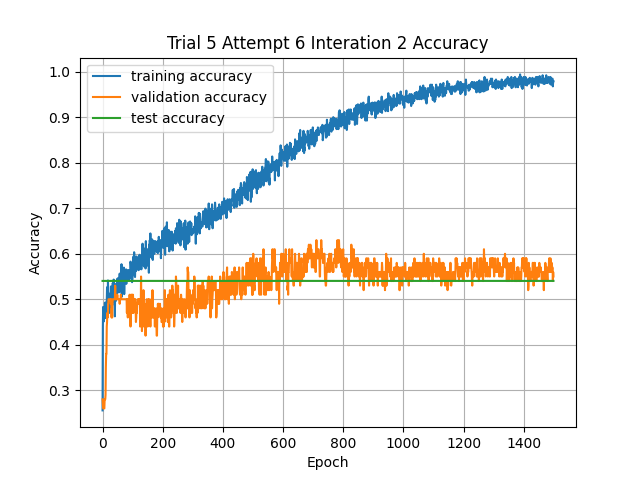 Trial 5 Attempt 6 Interation 2 Accuracy
training accuracy
validation accuracy
test accuracy
1.0
0.9
0.8
0.7
0.6
0.5
0.4
0.3
Accuracy
0 200 400 600 800 1000 1200 1400
Epoch